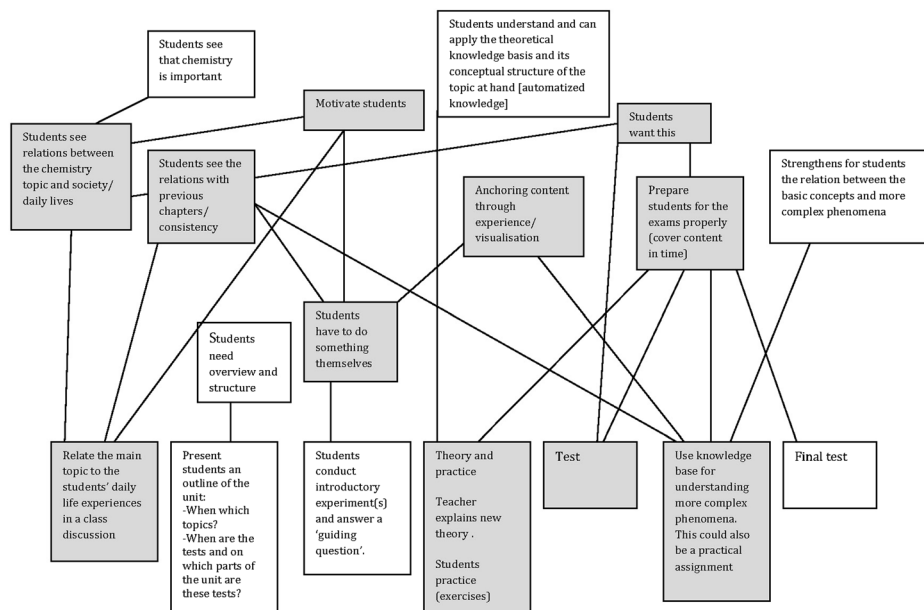 Students see
that chemistry
is important
Students understand and can
apply the theoretical
knowledge basis and its
conceptual structure of the
topic at hand [automatized
knowledge]
Motivate students
Students
want this
Students see
relations between
the chemistry
topic and society/
daily lives
Students see the
relations with
previous
chapters/
consistency
Anchoring content
through
experience/
visualisation
Prepare
students for the
exams properly
(cover content
in time)
Strengthens for students
the relation between the
basic concepts and more
complex phenomena
Students
need
overview and
structure
Students
have to do
something
themselves
Relate the main
topic to the
students' daily
life experiences
in a class
discussion
Present
students an
outline of the
unit:
-When which
topics?
-When are the
tests and on
which parts of
the unit are
these tests?
Students
conduct
introductory
experiment(s)
and answer a
'guiding
question'.
Theory and
practice
Teacher
explains new
theory .
Students
practice
(exercises)
Test
Use knowledge
base for
understanding
more complex
phenomena.
This could also
be a practical
assignment
Final test